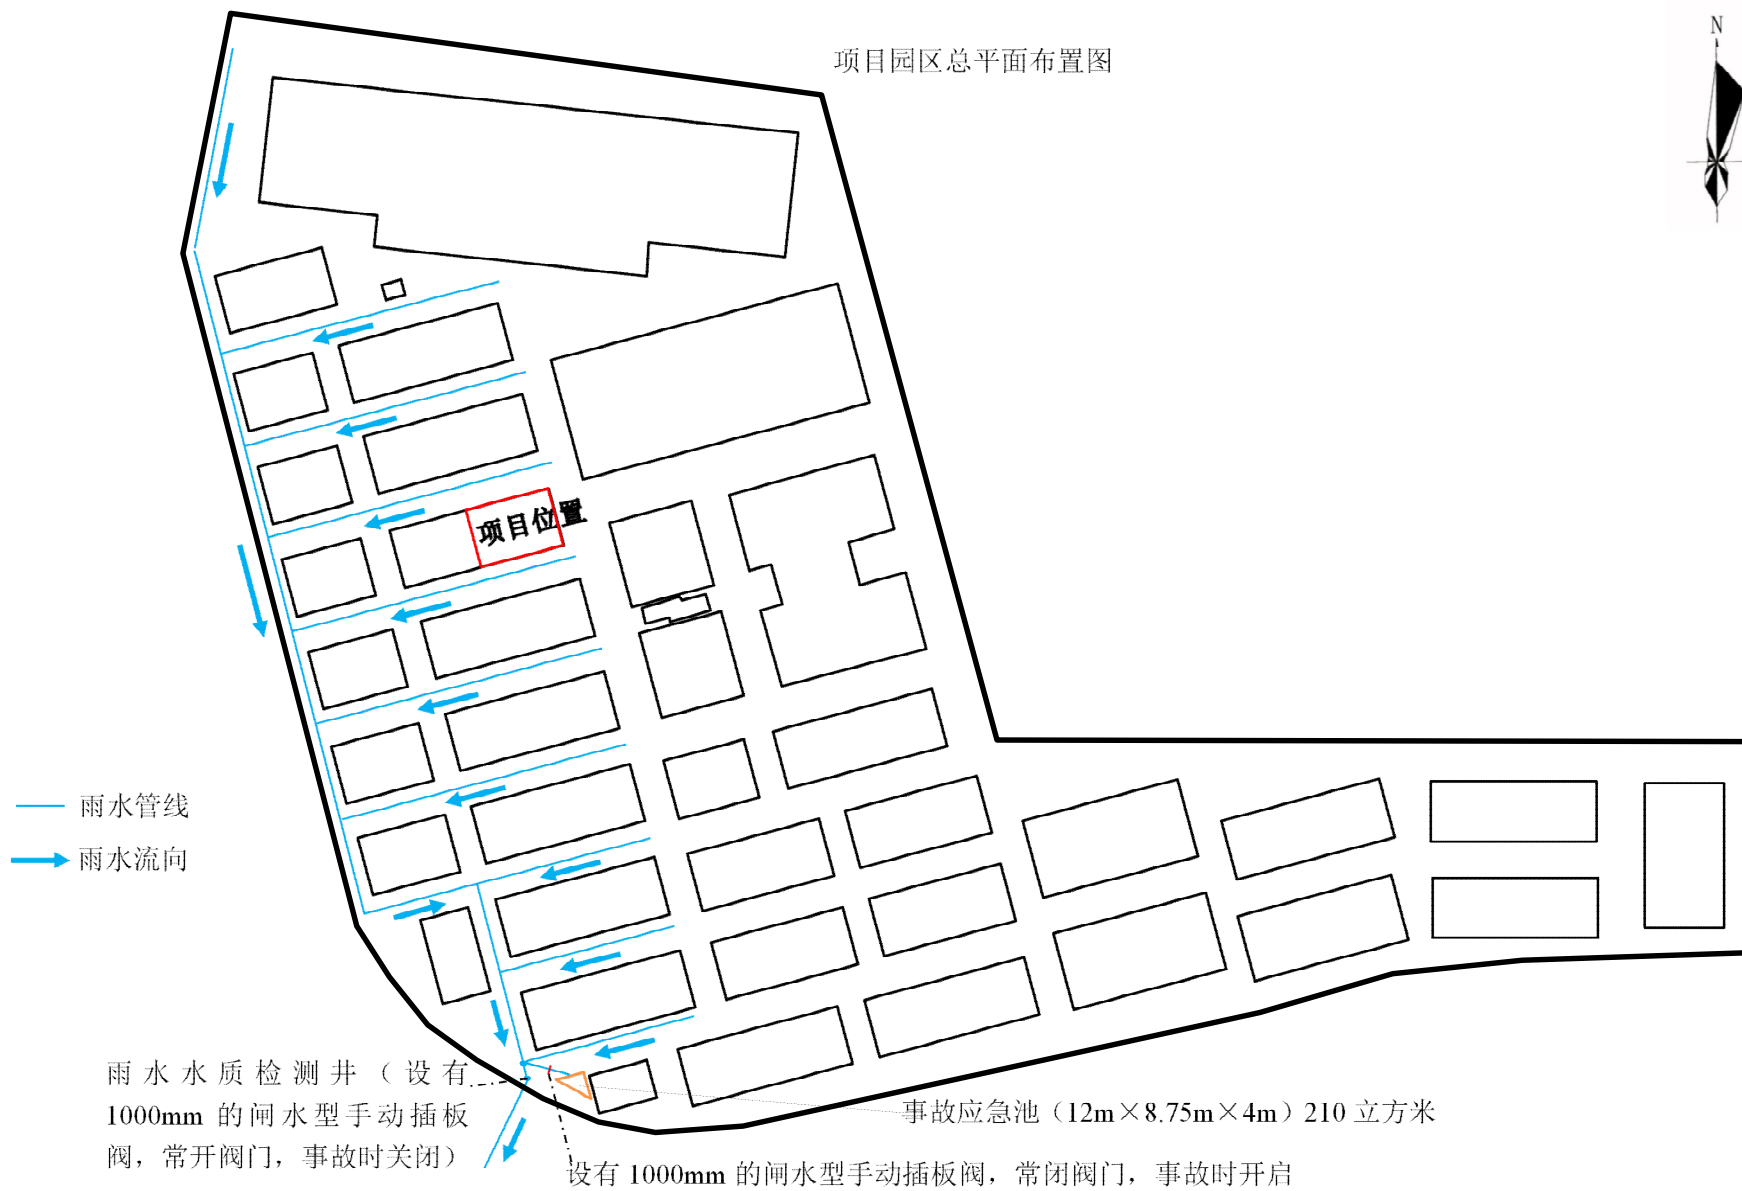 项目园区总平面布置图
N
项目位置
雨水管线
雨水流向
雨水水质检测井（设有
1000mm 的闸水型手动插板
阀，常开阀门，事故时关闭）
事故应急池（12m×8.75m×4m）210 立方米
设有 1000mm 的闸水型手动插板阀，常闭阀门，事故时开启